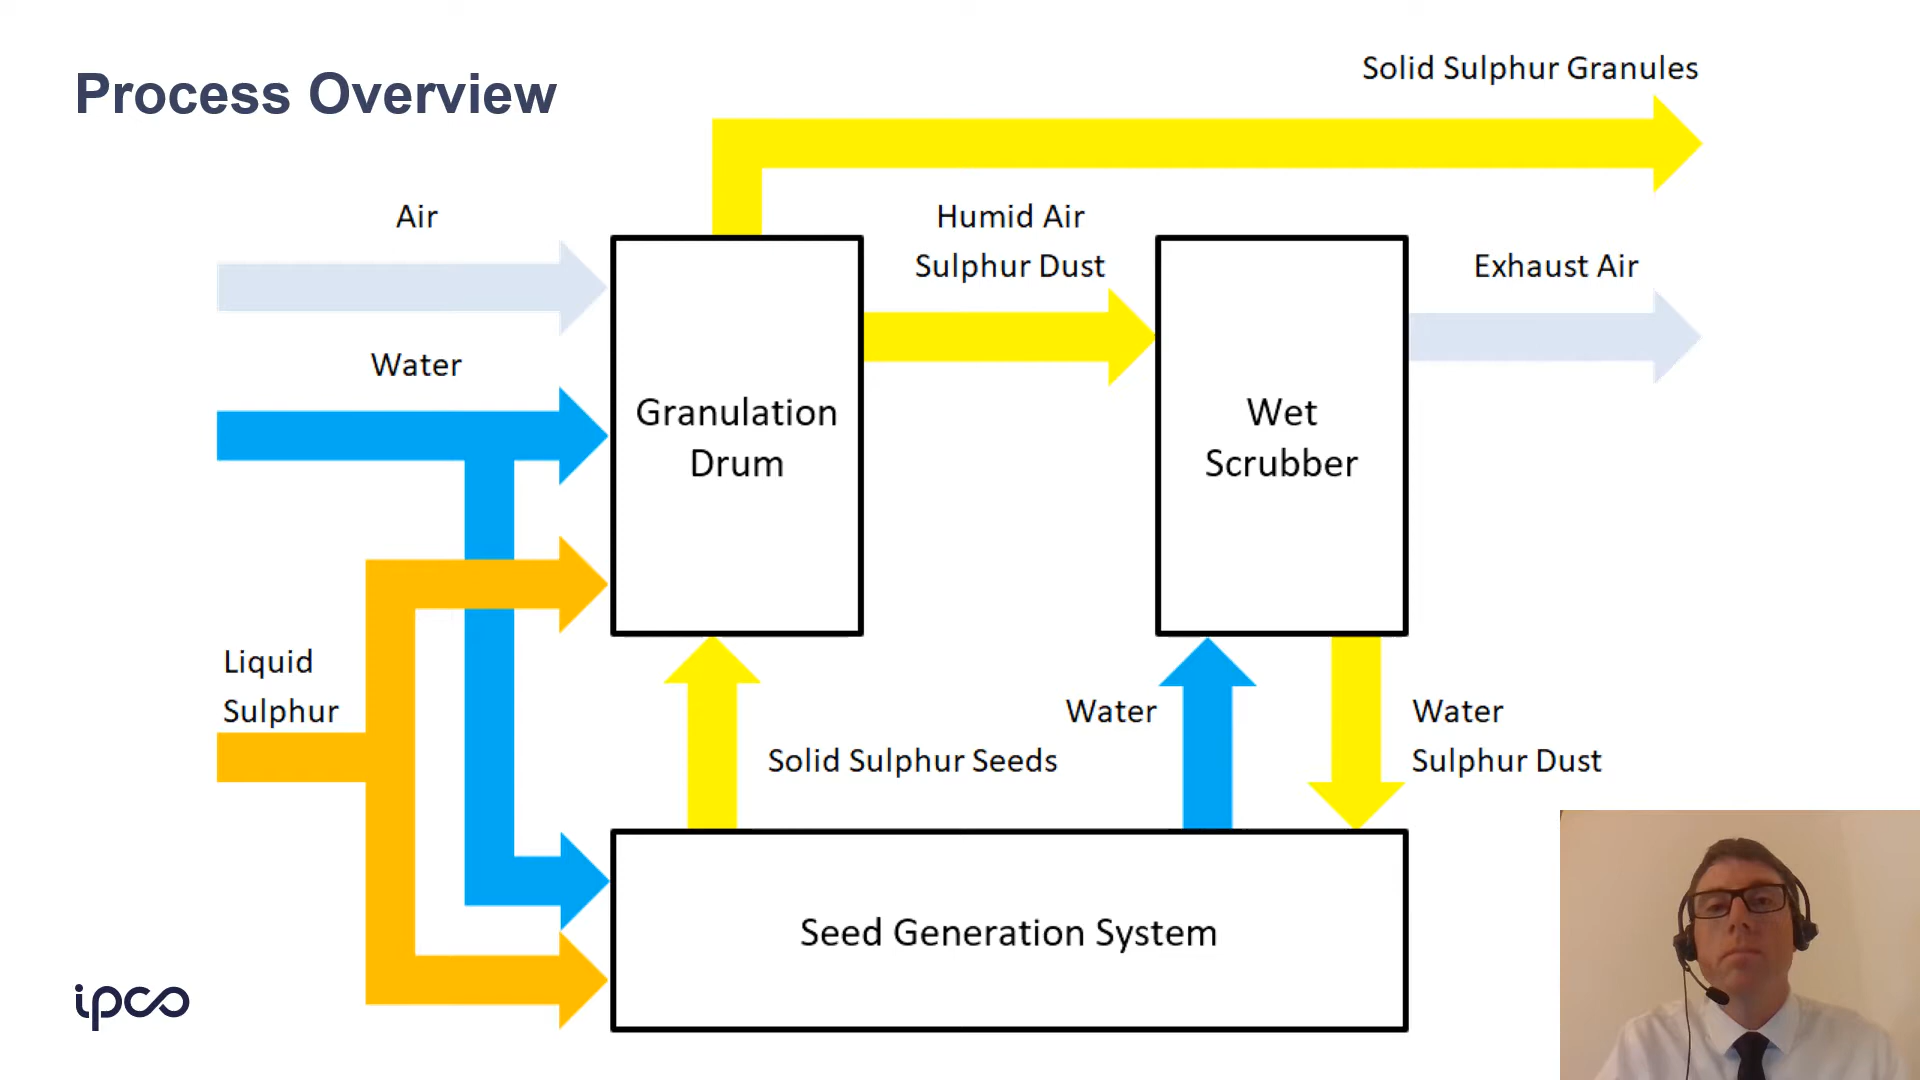 Process Overview
Solid Sulphur Granules
Air
Humid Air
Sulphur Dust
Exhaust Air
Water
Granulation
Drum
Wet
Scrubber
Liquid
Sulphur
Solid Sulphur Seeds
Water
Water
Sulphur Dust
Seed Generation System
ipco